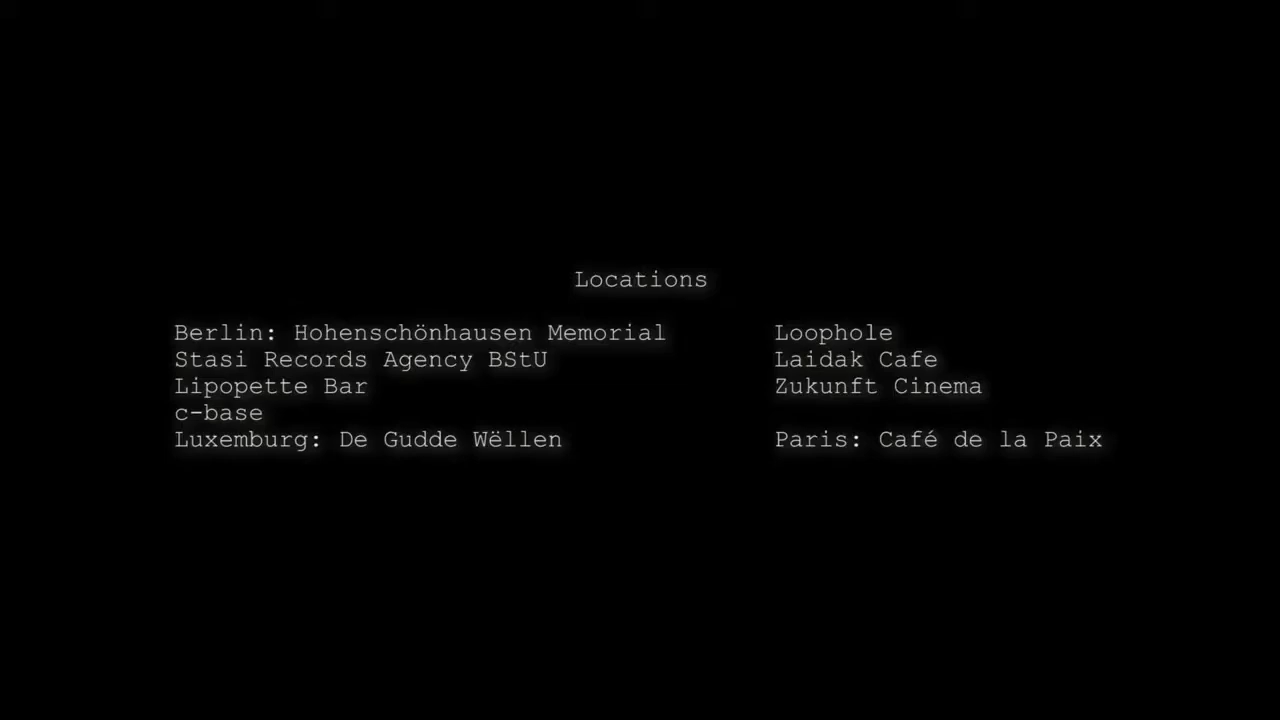 Locations
Berlin: Hohenschönhausen Memorial
Stasi Records Agency BStU
Lipopette Bar
c-base
Luxemburg: De Gudde Wëllen
Loophole
Laidak Cafe
Zukunft Cinema
Paris: Café de la Paix